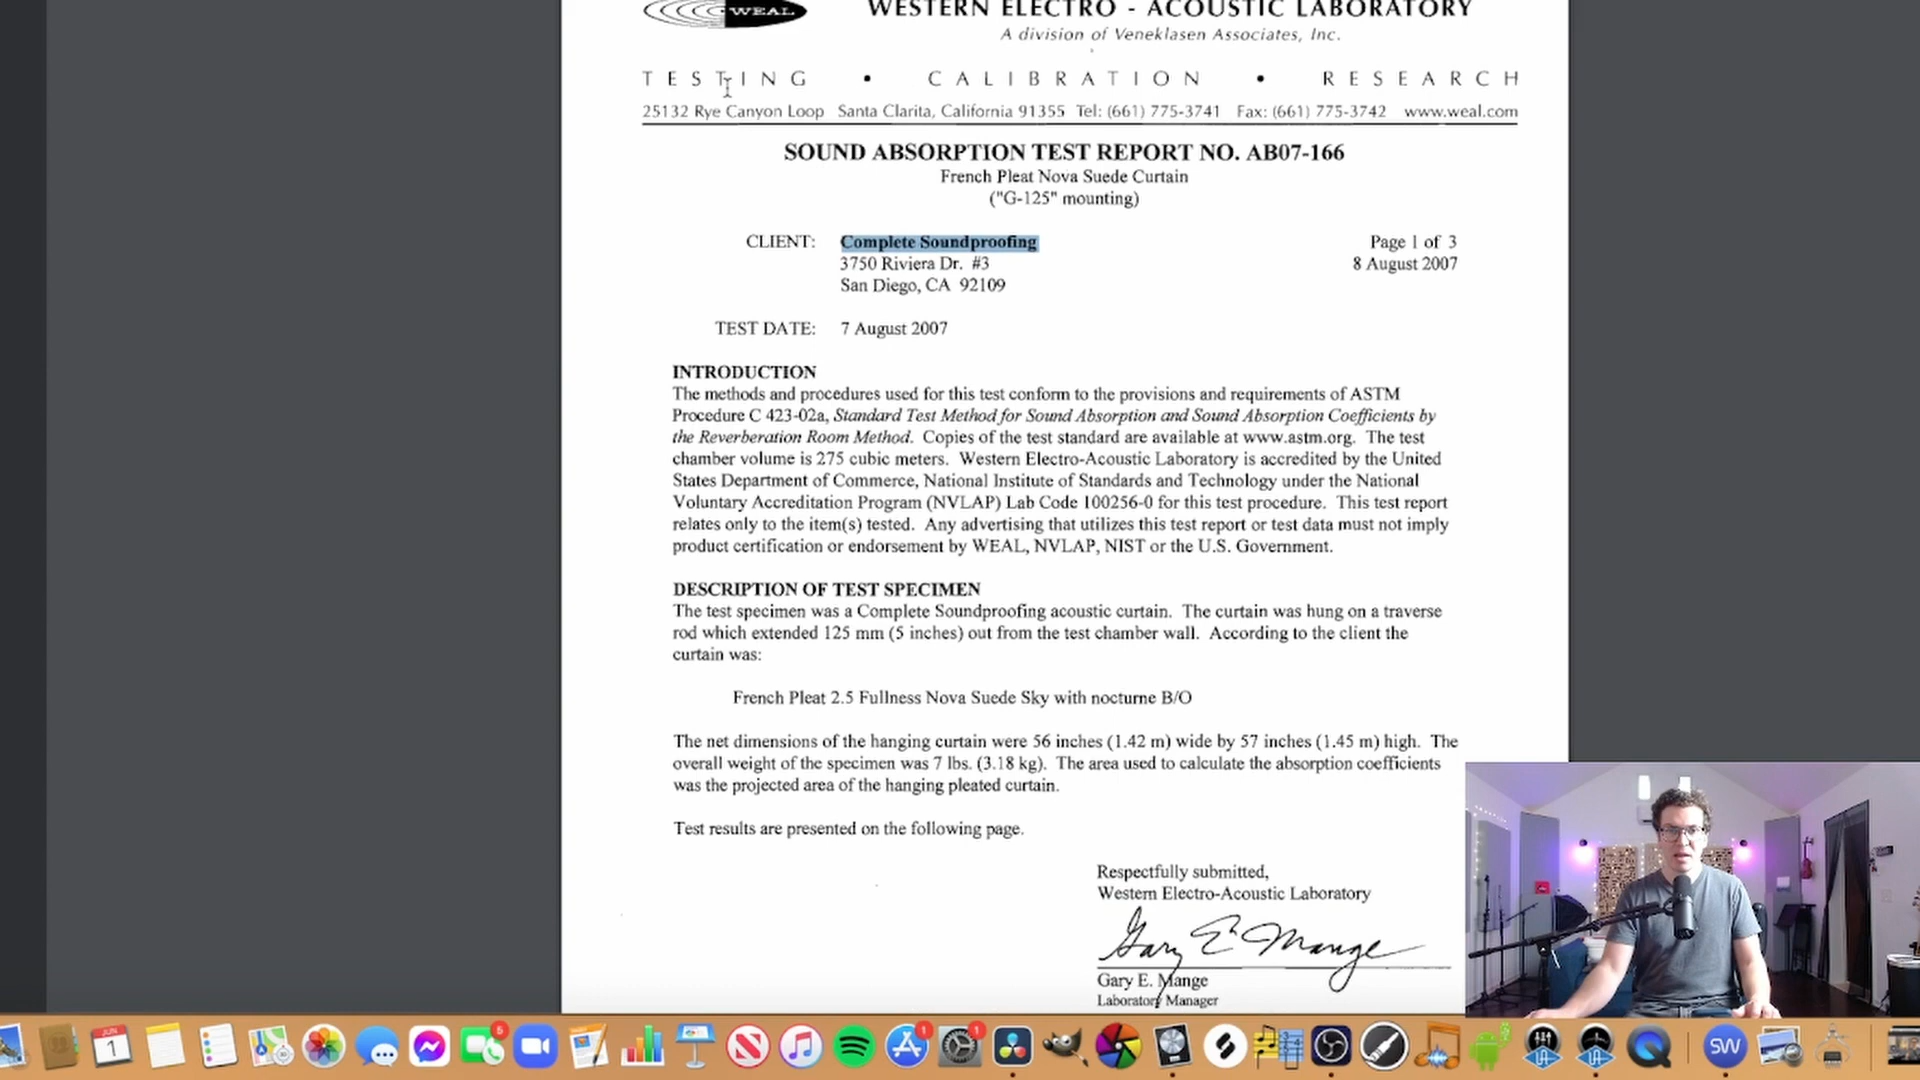 WEAL
WESTERN ELECTRO - ACOUSTIC LABORATORY
A division of Veneklasen Associates, Inc.
TESTING • CALIBRATION • RESEARCH
25132 Rye Canyon Loop Santa Clarita, California 91355 Tel: (661) 775-3741 Fax: (661) 775-3742 www.weal.com
SOUND ABSORPTION TEST REPORT NO. AB07-166
French Pleat Nova Suede Curtain
("G-125" mounting)
CLIENT: Complete Soundproofing Page 1 of 3
3750 Riviera Dr. #3 8 August 2007
San Diego, CA 92109
TEST DATE: 7 August 2007
INTRODUCTION
The methods and procedures used for this test conform to the provisions and requirements of ASTM
Procedure C 423-02a, Standard Test Method for Sound Absorption and Sound Absorption Coefficients by
the Reverberation Room Method. Copies of the test standard are available at www.astm.org. The test
chamber volume is 275 cubic meters. Western Electro-Acoustic Laboratory is accredited by the United
States Department of Commerce, National Institute of Standards and Technology under the National
Voluntary Accreditation Program (NVLAP) Lab Code 100256-0 for this test procedure. This test report
relates only to the item(s) tested. Any advertising that utilizes this test report or test data must not imply
product certification or endorsement by WEAL, NVLAP, NIST or the U.S. Government.
DESCRIPTION OF TEST SPECIMEN
The test specimen was a Complete Soundproofing acoustic curtain. The curtain was hung on a traverse
rod which extended 125 mm (5 inches) out from the test chamber wall. According to the client the
curtain was:
French Pleat 2.5 Fullness Nova Suede Sky with nocturne B/O
The net dimensions of the hanging curtain were 56 inches (1.42 m) wide by 57 inches (1.45 m) high. The
overall weight of the specimen was 7 lbs. (3.18 kg). The area used to calculate the absorption coefficients
was the projected area of the hanging pleated curtain.
Test results are presented on the following page.
Respectfully submitted,
Western Electro-Acoustic Laboratory
Gary E. Mange
Gary E. Mange
Laboratory Manager
JUN
1
5
1
1
SW